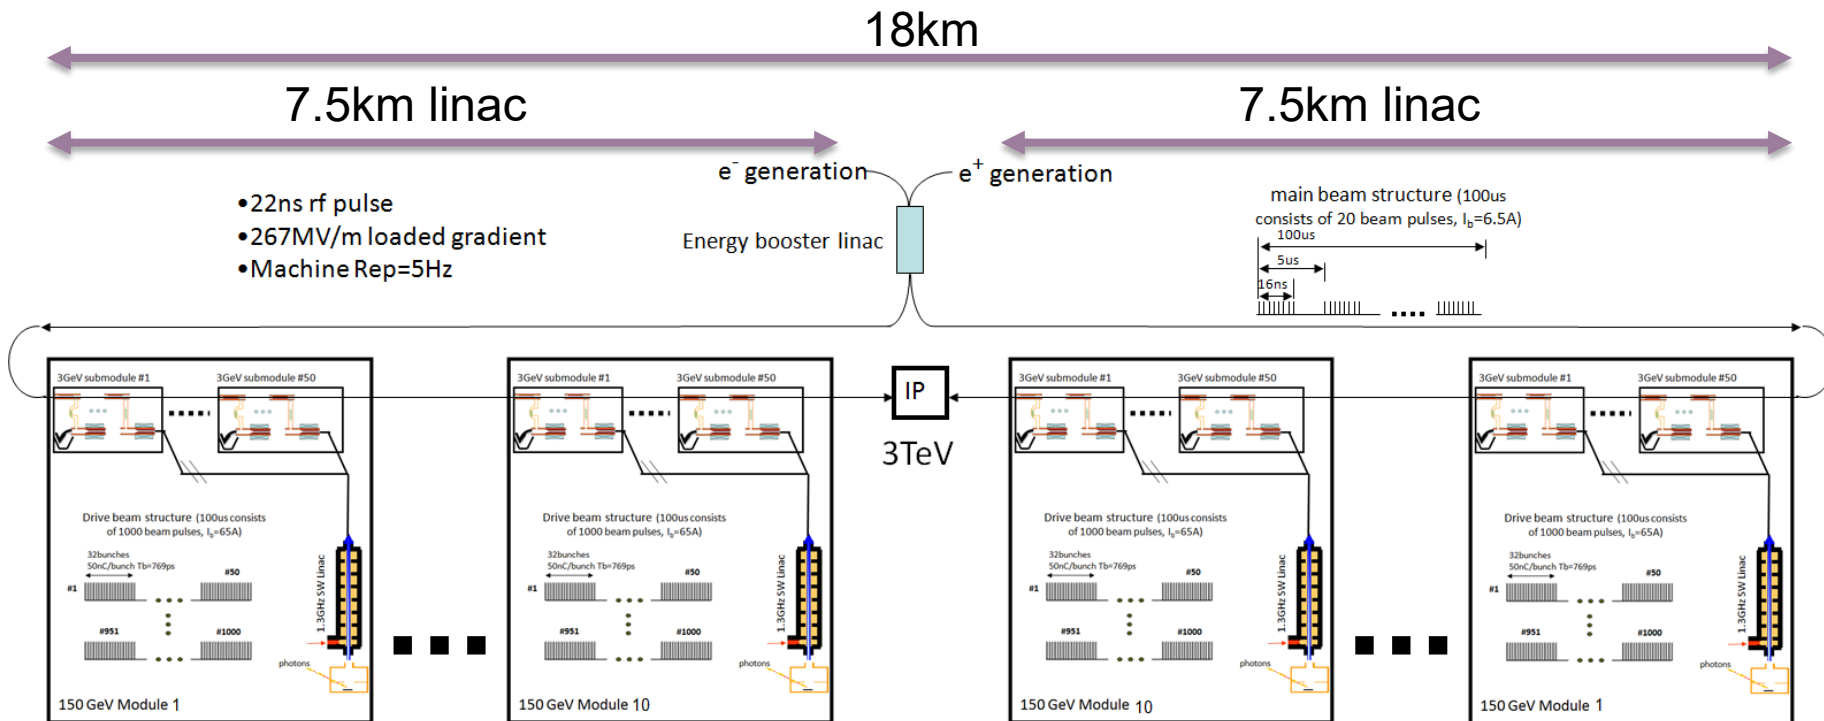 18km
7.5km linac
7.5km linac
e⁻ generation
e⁺ generation
•22ns rf pulse
•267MV/m loaded gradient
•Machine Rep=5Hz
Energy booster linac
main beam structure (100us
consists of 20 beam pulses, I_b=6.5A)
100us
5us
16ns
3GeV submodule #1
3GeV submodule #50
Drive beam structure (100us consists
of 1000 beam pulses, I_b=65A)
32bunches
50nC/bunch Tb=769ps
#1
#50
#951
#1000
1.3GHz SW Linac
photons
150 GeV Module 1
3GeV submodule #1
3GeV submodule #50
Drive beam structure (100us consists
of 1000 beam pulses, I_b=65A)
32bunches
50nC/bunch Tb=769ps
#1
#50
#951
#1000
1.3GHz SW Linac
photons
150 GeV Module 10
IP
3TeV
3GeV submodule #1
3GeV submodule #50
Drive beam structure (100us consists
of 1000 beam pulses, I_b=65A)
32bunches
50nC/bunch Tb=769ps
#1
#50
#951
#1000
1.3GHz SW Linac
photons
150 GeV Module 10
3GeV submodule #1
3GeV submodule #50
Drive beam structure (100us consists
of 1000 beam pulses, I_b=65A)
32bunches
50nC/bunch Tb=769ps
#1
#50
#951
#1000
1.3GHz SW Linac
photons
150 GeV Module 1